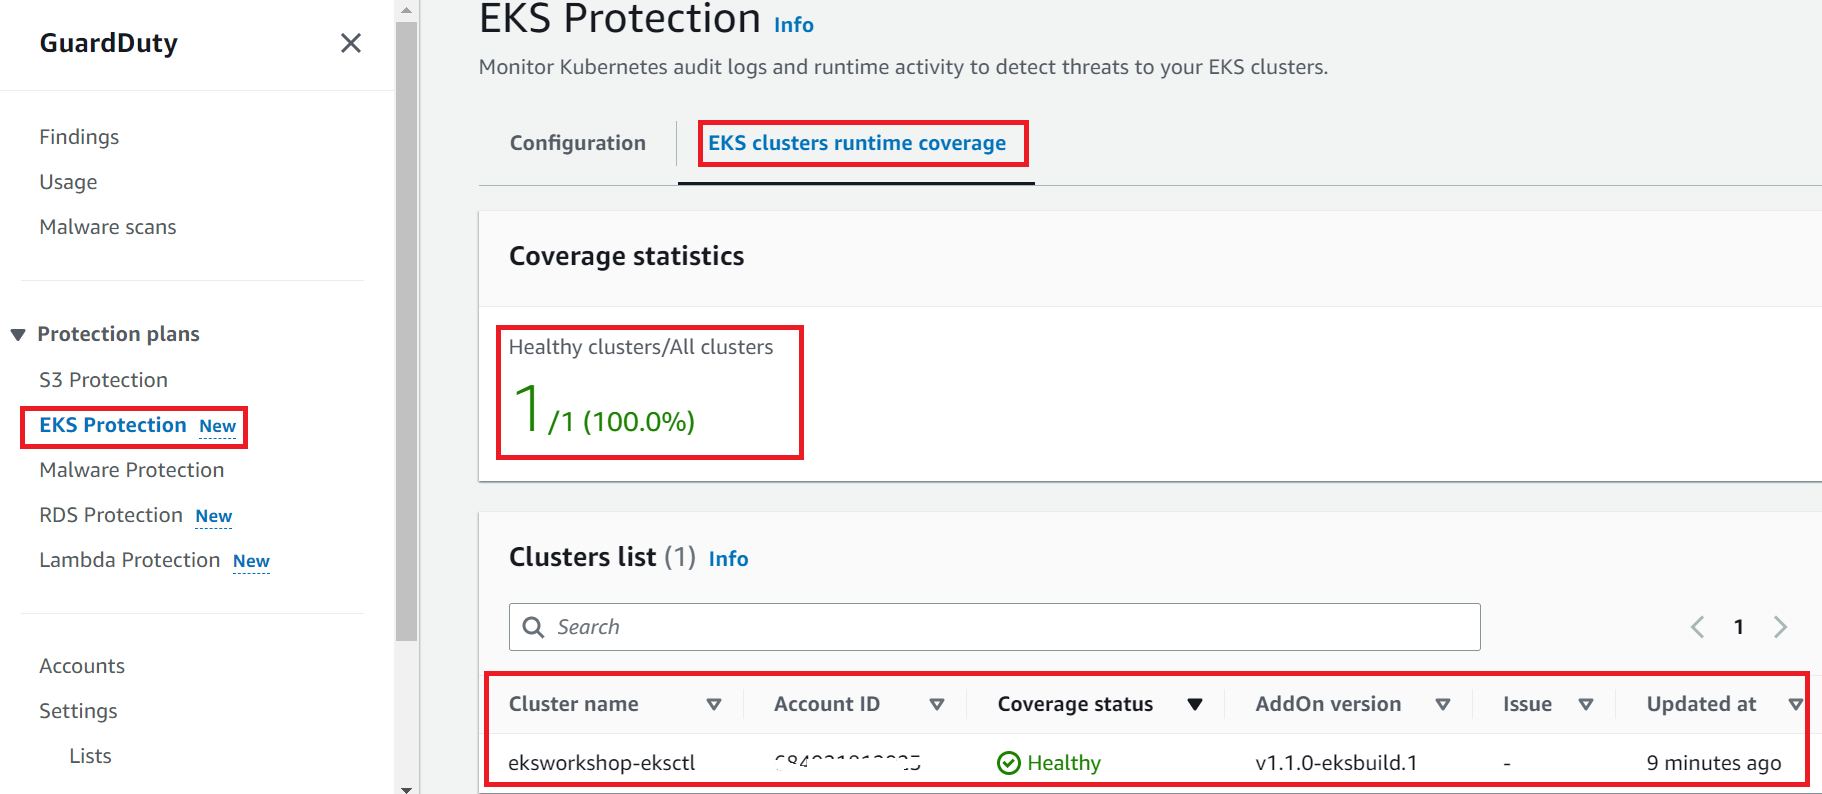 GuardDuty
Findings
Usage
Malware scans
Protection plans
S3 Protection
EKS Protection New
Malware Protection
RDS Protection New
Lambda Protection New
Accounts
Settings
Lists
EKS Protection Info
Monitor Kubernetes audit logs and runtime activity to detect threats to your EKS clusters.
Configuration EKS clusters runtime coverage
Coverage statistics
Healthy clusters/All clusters
1/1 (100.0%)
Clusters list (1) Info
Search
1
Cluster name Account ID Coverage status AddOn version Issue Updated at
eksworkshop-eksctl Healthy v1.1.0-eksbuild.1 - 9 minutes ago